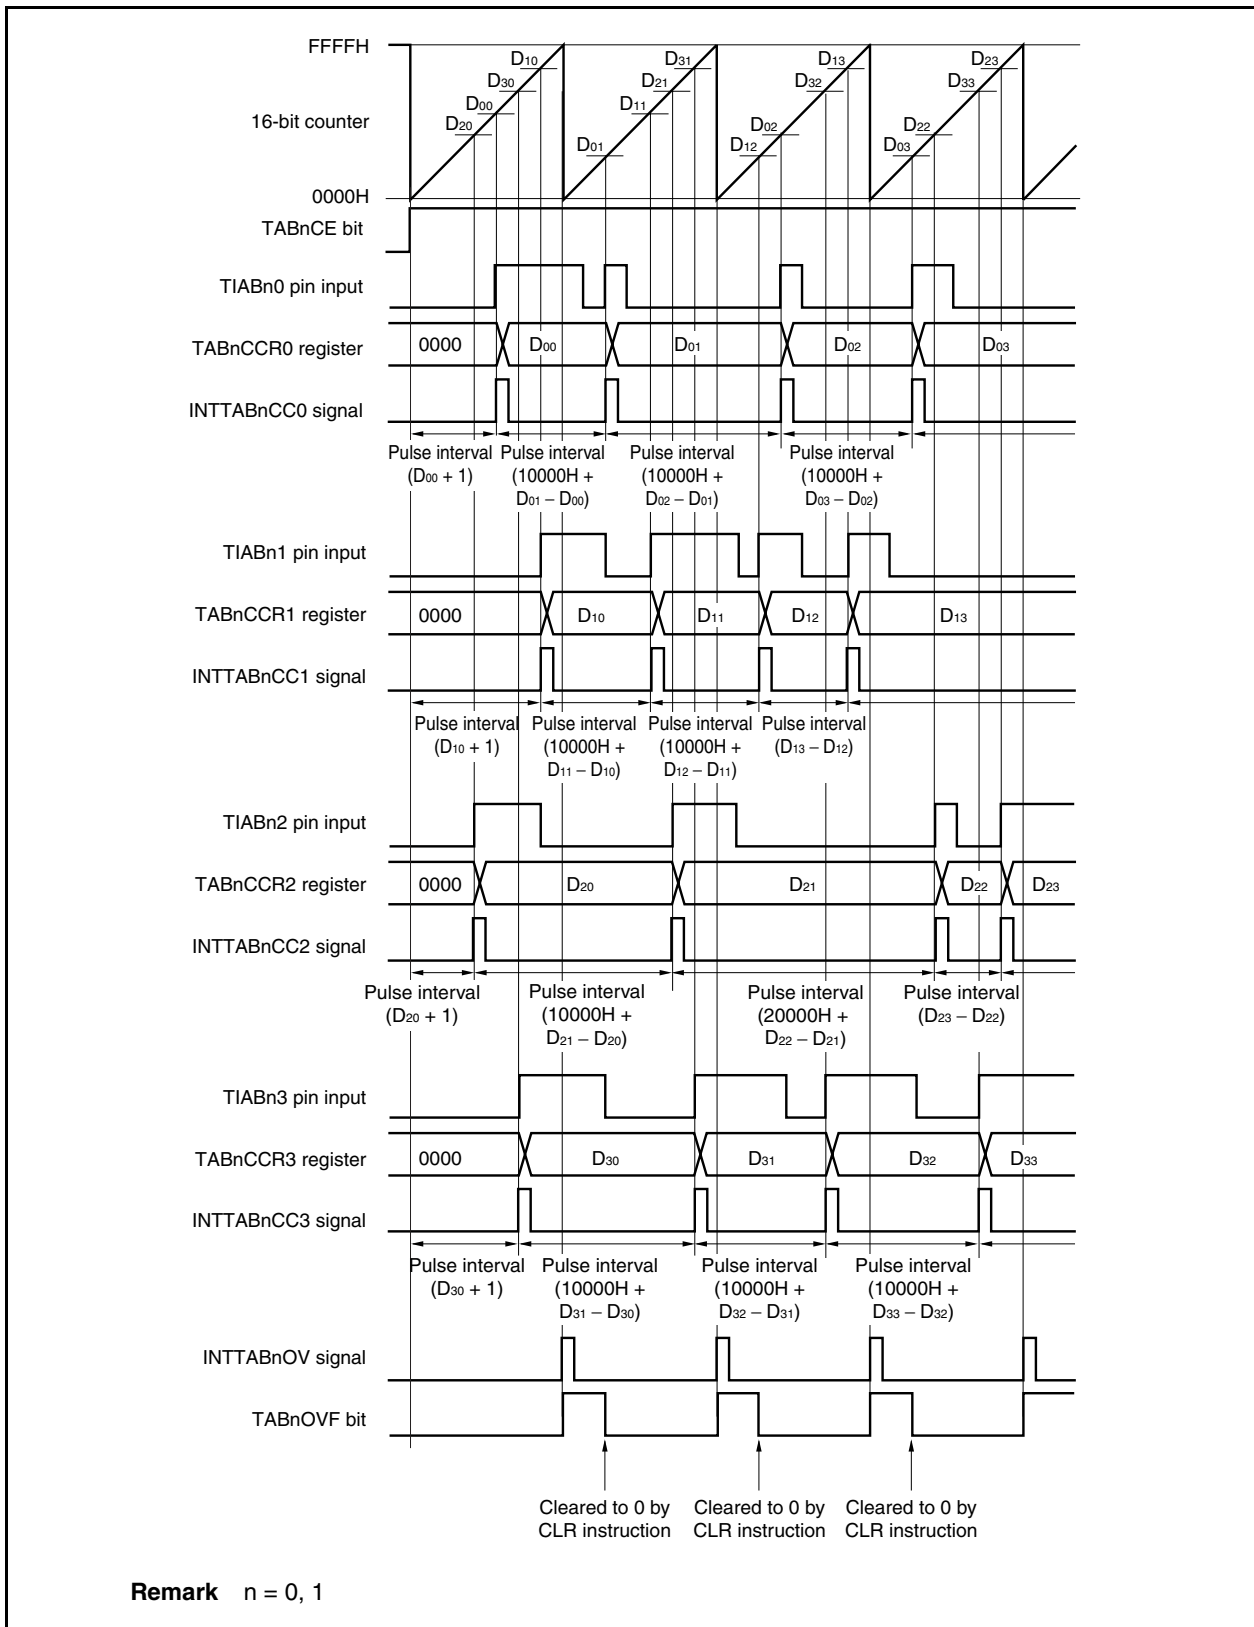 FFFFH
16-bit counter
0000H
D20
D00
D30
D10
D01
D11
D21
D31
D12
D02
D32
D13
D03
D22
D33
D23
TABnCE bit
TIABn0 pin input
TABnCCR0 register
0000
D00
D01
D02
D03
INTTABnCC0 signal
Pulse interval
(D00 + 1)
Pulse interval
(10000H +
D01 – D00)
Pulse interval
(10000H +
D02 – D01)
Pulse interval
(10000H +
D03 – D02)
TIABn1 pin input
TABnCCR1 register
0000
D10
D11
D12
D13
INTTABnCC1 signal
Pulse interval
(D10 + 1)
Pulse interval
(10000H +
D11 – D10)
Pulse interval
(10000H +
D12 – D11)
Pulse interval
(D13 – D12)
TIABn2 pin input
TABnCCR2 register
0000
D20
D21
D22
D23
INTTABnCC2 signal
Pulse interval
(D20 + 1)
Pulse interval
(10000H +
D21 – D20)
Pulse interval
(20000H +
D22 – D21)
Pulse interval
(D23 – D22)
TIABn3 pin input
TABnCCR3 register
0000
D30
D31
D32
D33
INTTABnCC3 signal
Pulse interval
(D30 + 1)
Pulse interval
(10000H +
D31 – D30)
Pulse interval
(10000H +
D32 – D31)
Pulse interval
(10000H +
D33 – D32)
INTTABnOV signal
TABnOVF bit
Cleared to 0 by
CLR instruction
Cleared to 0 by
CLR instruction
Cleared to 0 by
CLR instruction
Remark n = 0, 1